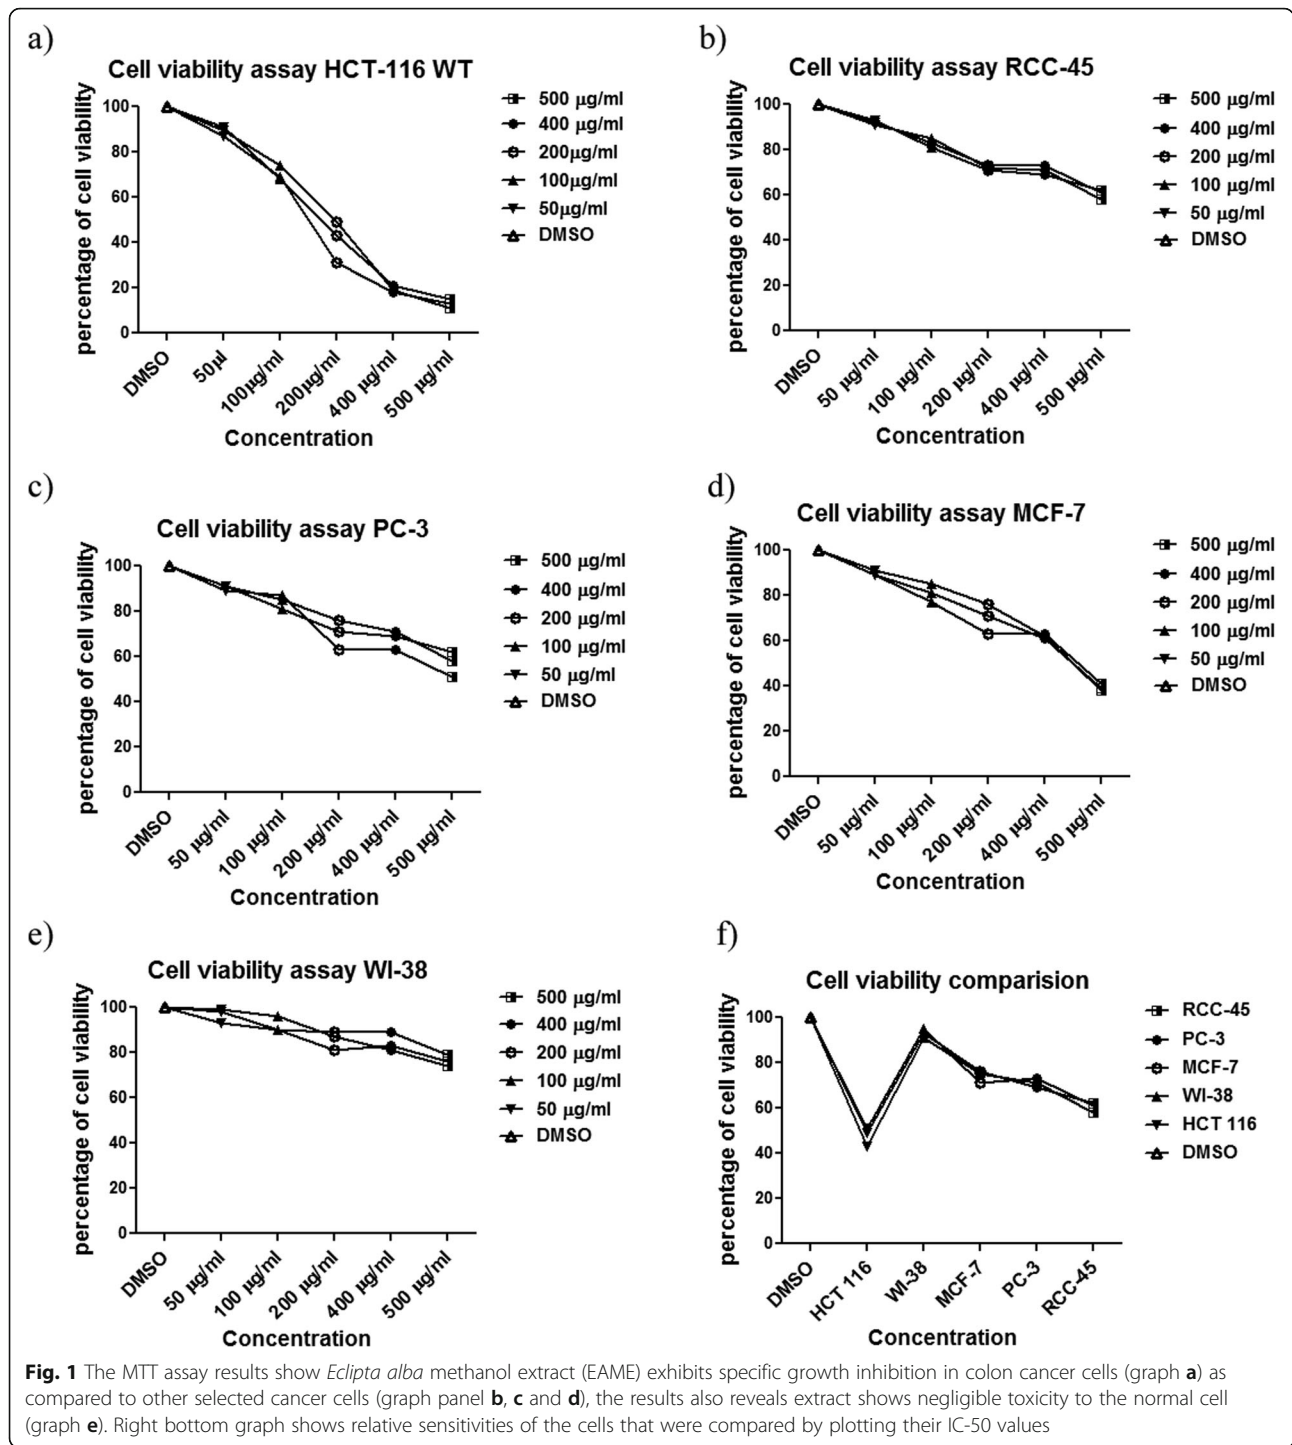 a)
Cell viability assay HCT-116 WT
percentage of cell viability
100
80
60
40
20
0
DMSO
50µl
100µg/ml
200µg/ml
400 µg/ml
500 µg/ml
Concentration
500 µg/ml
400 µg/ml
200µg/ml
100µg/ml
50µg/ml
DMSO
b)
Cell viability assay RCC-45
percentage of cell viability
100
80
60
40
20
0
DMSO
50 µg/ml
100 µg/ml
200 µg/ml
400 µg/ml
500 µg/ml
Concentration
500 µg/ml
400 µg/ml
200 µg/ml
100 µg/ml
50 µg/ml
DMSO
c)
Cell viability assay PC-3
percentage of cell viability
100
80
60
40
20
0
DMSO
50 µg/ml
100 µg/ml
200 µg/ml
400 µg/ml
500 µg/ml
Concentration
500 µg/ml
400 µg/ml
200 µg/ml
100 µg/ml
50 µg/ml
DMSO
d)
Cell viability assay MCF-7
percentage of cell viability
100
80
60
40
20
0
DMSO
50 µg/ml
100 µg/ml
200 µg/ml
400 µg/ml
500 µg/ml
Concentration
500 µg/ml
400 µg/ml
200 µg/ml
100 µg/ml
50 µg/ml
DMSO
e)
Cell viability assay WI-38
percentage of cell viability
100
80
60
40
20
0
DMSO
50 µg/ml
100 µg/ml
200 µg/ml
400 µg/ml
500 µg/ml
Concentration
500 µg/ml
400 µg/ml
200 µg/ml
100 µg/ml
50 µg/ml
DMSO
f)
Cell viability comparision
percentage of cell viability
100
80
60
40
20
0
DMSO
HCT 116
WI-38
MCF-7
PC-3
RCC-45
Concentration
RCC-45
PC-3
MCF-7
WI-38
HCT 116
DMSO
Fig. 1 The MTT assay results show Eclipta alba methanol extract (EAME) exhibits specific growth inhibition in colon cancer cells (graph a) as
compared to other selected cancer cells (graph panel b, c and d), the results also reveals extract shows negligible toxicity to the normal cell
(graph e). Right bottom graph shows relative sensitivities of the cells that were compared by plotting their IC-50 values